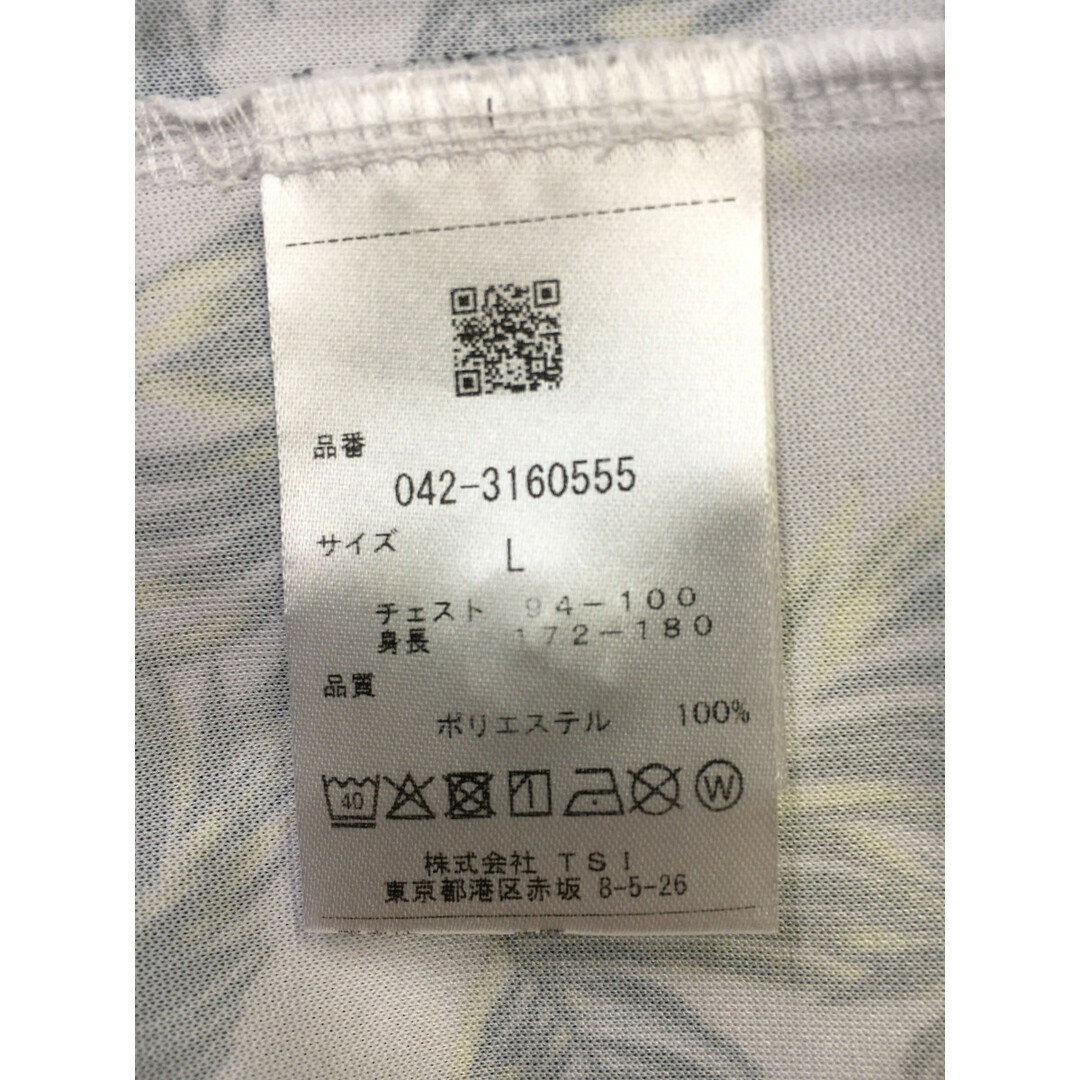 品番
042-3160555
サイズ L
チェスト 94-100
身長 172-180
品質
ポリエステル 100%
40 W
株式会社 TSI
東京都港区赤坂 8-5-26